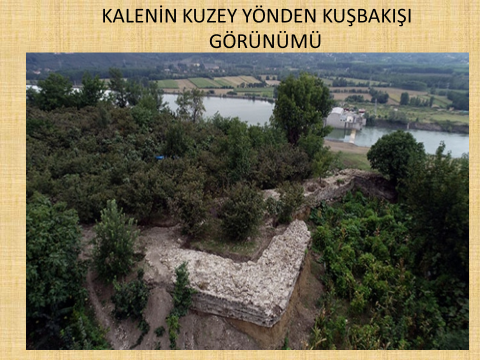 KALENİN KUZEY YÖNDEN KUŞBAKIŞI
GÖRÜNÜMÜ